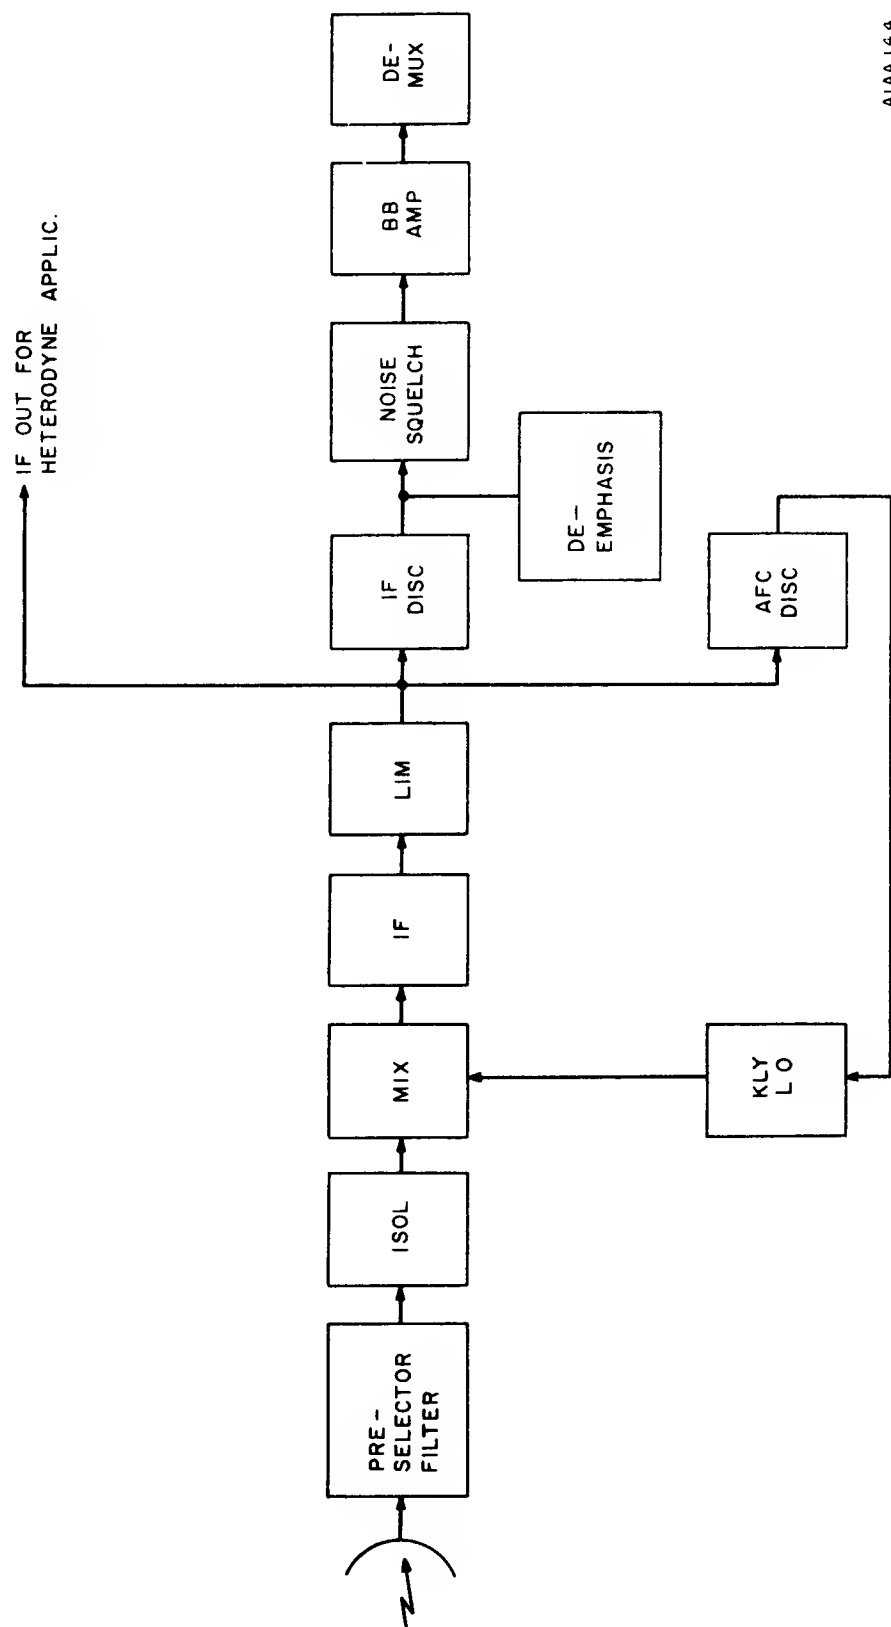 IF OUT FOR
HETERODYNE APPLIC.
PRE-
SELECTOR
FILTER
ISOL
MIX
IF
LIM
IF
DISC
NOISE
SQUELCH
BB
AMP
DE-
MUX
DE-
EMPHASIS
KLY
LO
AFC
DISC